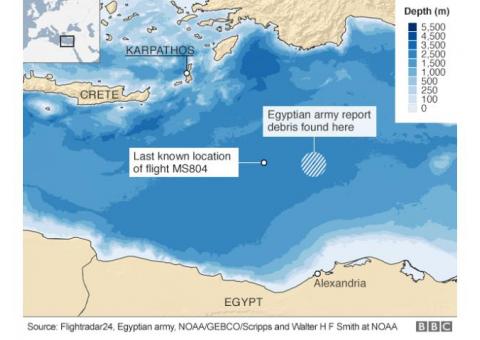 Depth (m)
5,500
4,500
3,500
2,500
1,500
1,000
500
250
100
0
KARPATHOS
CRETE
Egyptian army report
debris found here
Last known location
of flight MS804
Alexandria
EGYPT
Source: Flightradar24, Egyptian army, NOAA/GEBCO/Scripps and Walter H F Smith at NOAA
BBC